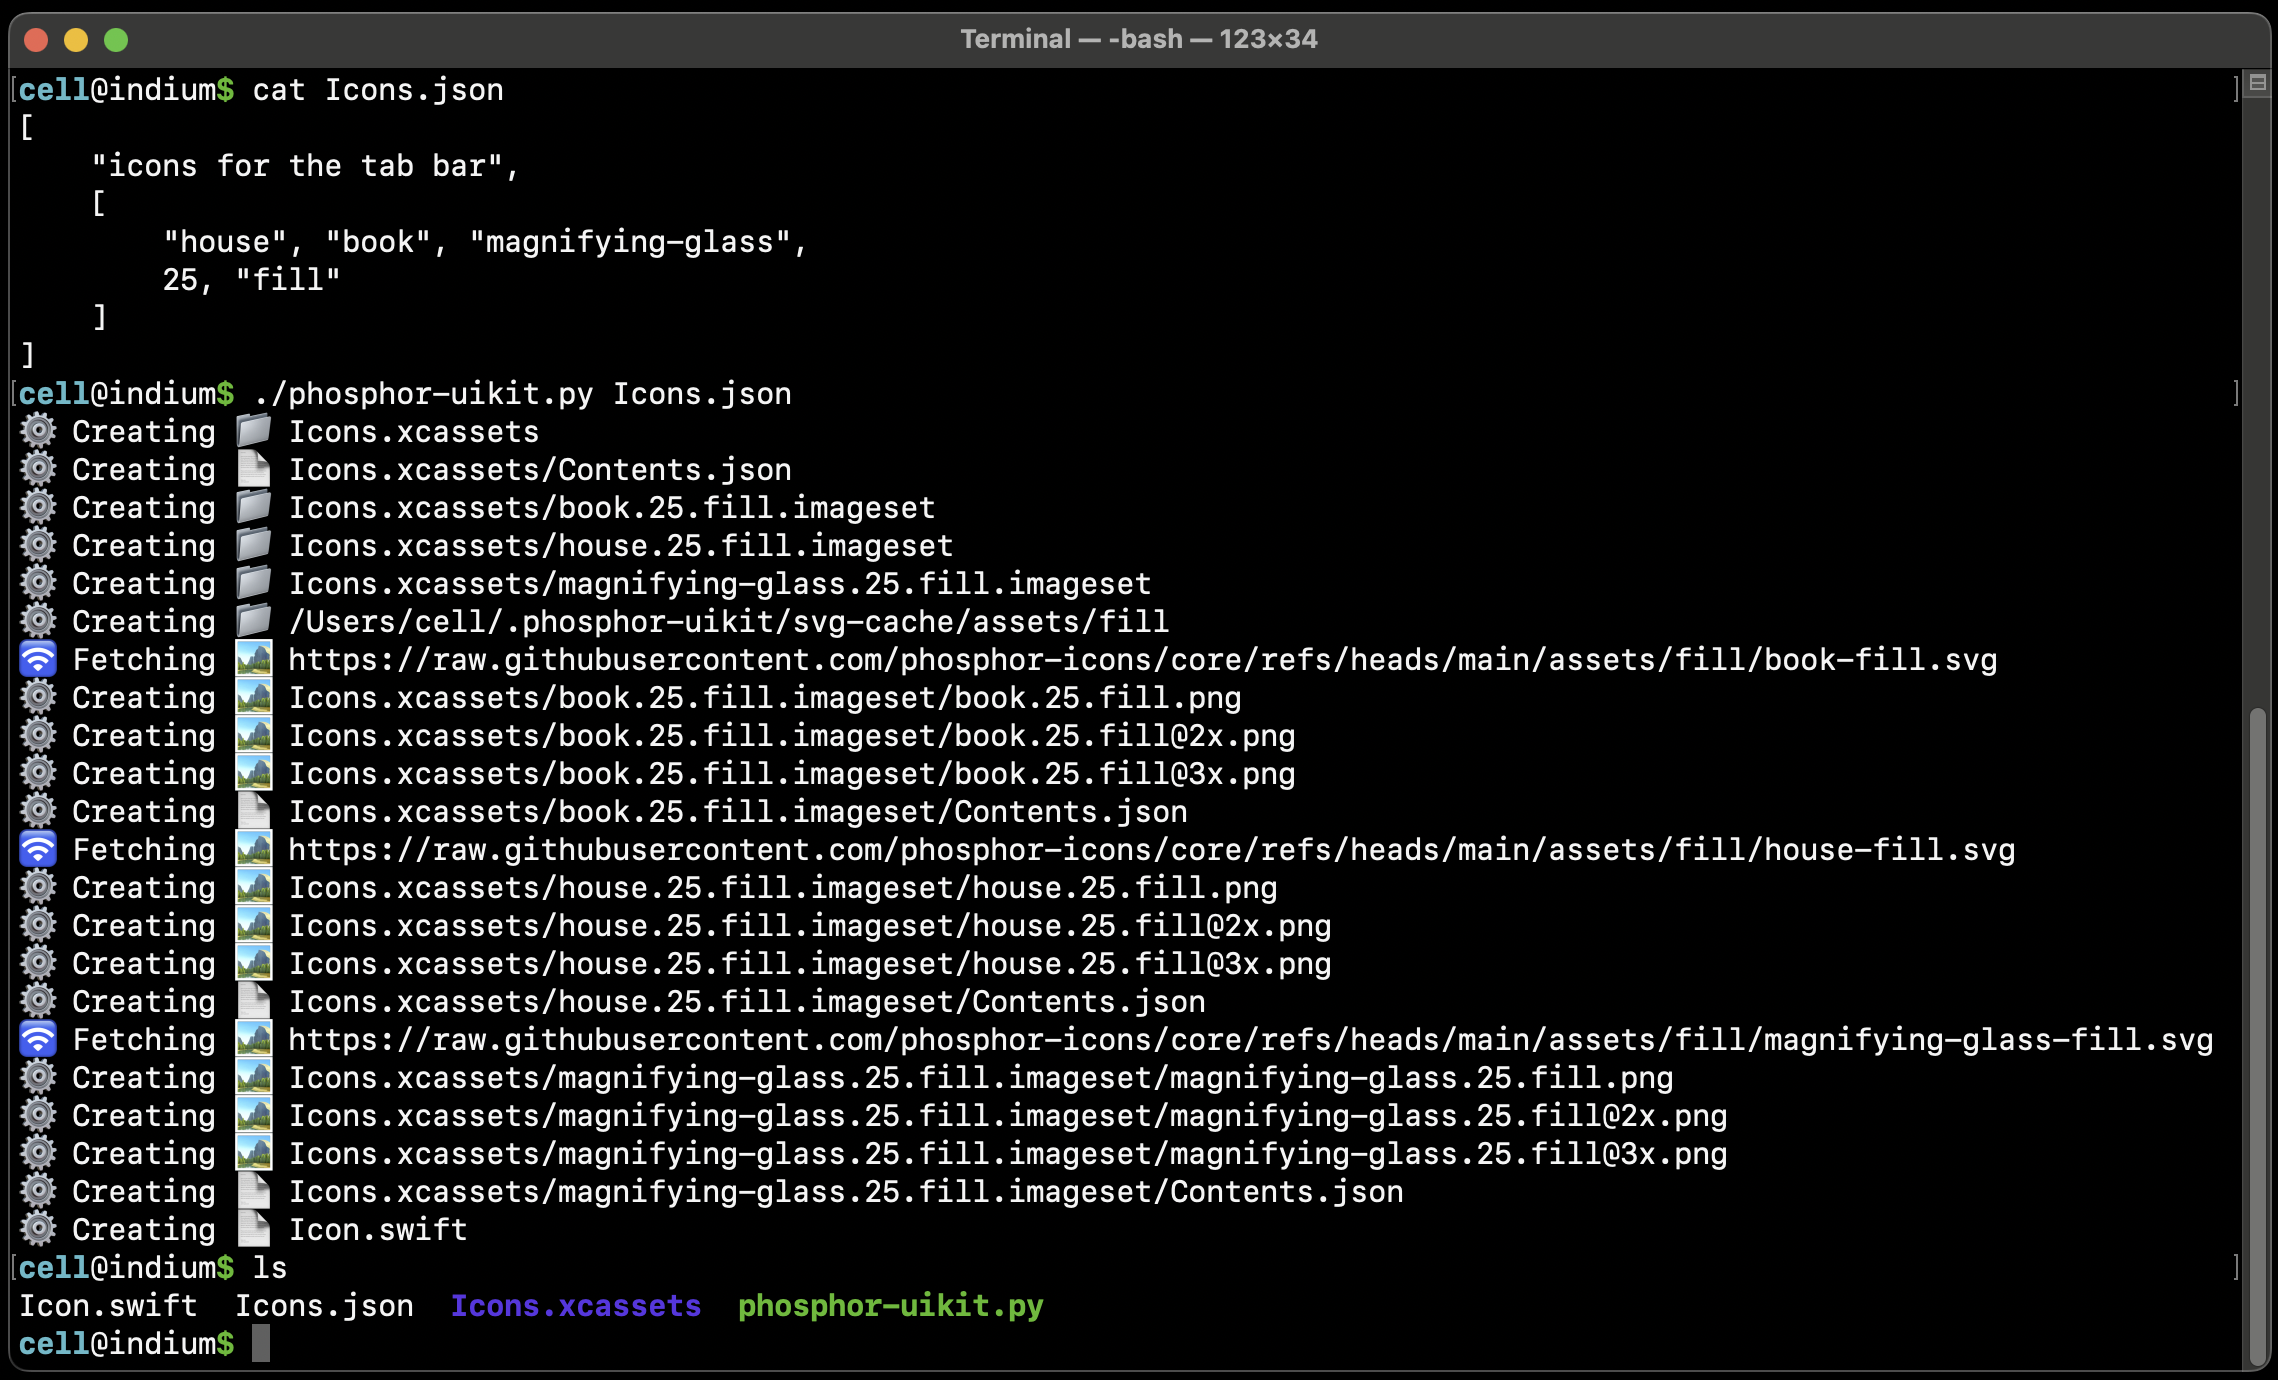 Terminal — -bash — 123×34
cell@indium$ cat Icons.json
[
    "icons for the tab bar",
    [
        "house", "book", "magnifying-glass",
        25, "fill"
    ]
]
cell@indium$ ./phosphor-uikit.py Icons.json
Creating Icons.xcassets
Creating Icons.xcassets/Contents.json
Creating Icons.xcassets/book.25.fill.imageset
Creating Icons.xcassets/house.25.fill.imageset
Creating Icons.xcassets/magnifying-glass.25.fill.imageset
Creating /Users/cell/.phosphor-uikit/svg-cache/assets/fill
Fetching https://raw.githubusercontent.com/phosphor-icons/core/refs/heads/main/assets/fill/book-fill.svg
Creating Icons.xcassets/book.25.fill.imageset/book.25.fill.png
Creating Icons.xcassets/book.25.fill.imageset/book.25.fill@2x.png
Creating Icons.xcassets/book.25.fill.imageset/book.25.fill@3x.png
Creating Icons.xcassets/book.25.fill.imageset/Contents.json
Fetching https://raw.githubusercontent.com/phosphor-icons/core/refs/heads/main/assets/fill/house-fill.svg
Creating Icons.xcassets/house.25.fill.imageset/house.25.fill.png
Creating Icons.xcassets/house.25.fill.imageset/house.25.fill@2x.png
Creating Icons.xcassets/house.25.fill.imageset/house.25.fill@3x.png
Creating Icons.xcassets/house.25.fill.imageset/Contents.json
Fetching https://raw.githubusercontent.com/phosphor-icons/core/refs/heads/main/assets/fill/magnifying-glass-fill.svg
Creating Icons.xcassets/magnifying-glass.25.fill.imageset/magnifying-glass.25.fill.png
Creating Icons.xcassets/magnifying-glass.25.fill.imageset/magnifying-glass.25.fill@2x.png
Creating Icons.xcassets/magnifying-glass.25.fill.imageset/magnifying-glass.25.fill@3x.png
Creating Icons.xcassets/magnifying-glass.25.fill.imageset/Contents.json
Creating Icon.swift
cell@indium$ ls
Icon.swift  Icons.json  Icons.xcassets  phosphor-uikit.py
cell@indium$